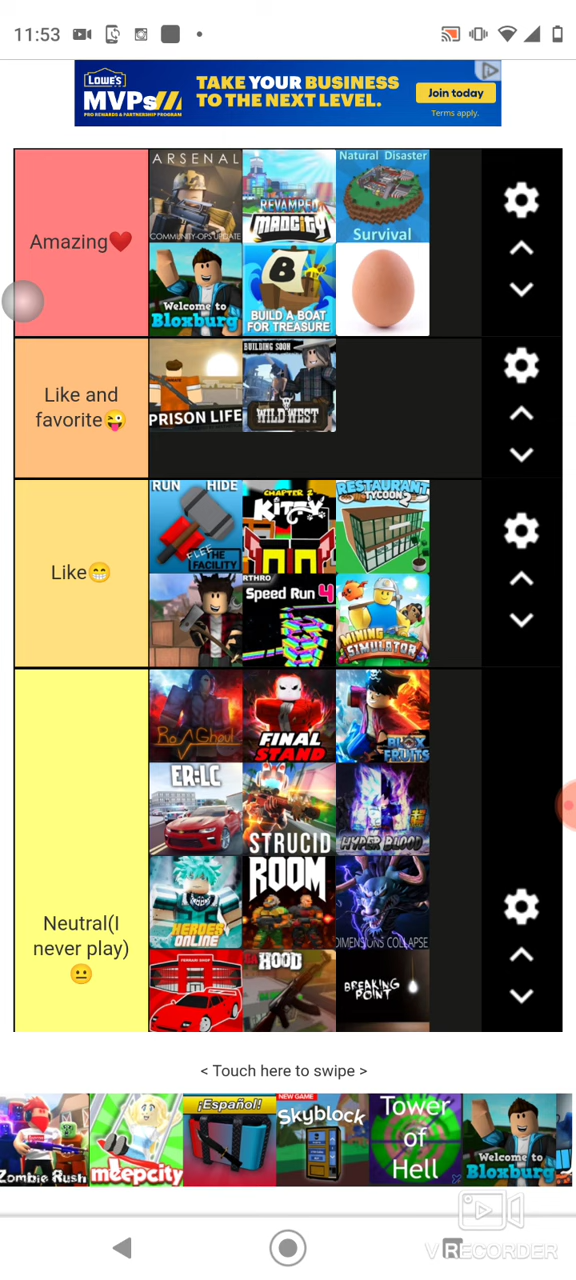 11:53
LOWE'S
MVPs
PRO REWARDS & PARTNERSHIP PROGRAM
TAKE YOUR BUSINESS
TO THE NEXT LEVEL.
Join today
Terms apply.
Amazing❤️
ARSENAL
COMMUNITY-OPS UPDATE
REVAMPED
MADCITY
Natural Disaster
Survival
Welcome to
Bloxburg
B
BUILD A BOAT
FOR TREASURE
Like and
favorite😜
PRISON LIFE
BUILDING SOON
WILD WEST
Like😁
RUN HIDE
FLEE THE
FACILITY
CHAPTER
KITTY
RESTAURANT
TYCOON 2
RTHRO
Speed Run 4
MINING
SIMULATOR
Neutral(I
never play)
😐
Ro Ghoul
FINAL
STAND
BLOX
FRUITS
ER:LC
STRUCID
HYPER BLOOD
HEROES
ONLINE
ROOM
DIMENSIONS COLLAPSE
FERRARI SHOP
HOOD
BREAKING
POINT
< Touch here to swipe >
Zombie Rush
meepcity
¡Español!
NEW GAME
Skyblock
Tower
of
Hell
Welcome to
Bloxburg
VRECORDER